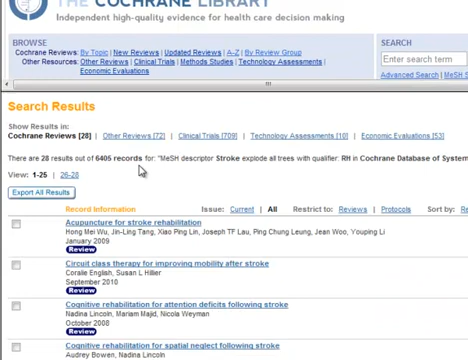 THE COCHRANE LIBRARY
Independent high-quality evidence for health care decision making
BROWSE
Cochrane Reviews: By Topic | New Reviews | Updated Reviews | A-Z | By Review Group
Other Resources: Other Reviews | Clinical Trials | Methods Studies | Technology Assessments |
Economic Evaluations
SEARCH
Enter search term
Advanced Search | MeSH S
Search Results
Show Results in:
Cochrane Reviews [28] | Other Reviews [72] | Clinical Trials [709] | Technology Assessments [10] | Economic Evaluations [53]
There are 28 results out of 6405 records for: "MeSH descriptor Stroke explode all trees with qualifier: RH in Cochrane Database of System
View: 1-25 | 26-28
Export All Results
Record Information
Issue: Current | All
Restrict to: Reviews | Protocols
Sort by: Re
Acupuncture for stroke rehabilitation
Hong Mei Wu, Jin-Ling Tang, Xiao Ping Lin, Joseph TF Lau, Ping Chung Leung, Jean Woo, Youping Li
January 2009
Review
Circuit class therapy for improving mobility after stroke
Coralie English, Susan L Hillier
September 2010
Review
Cognitive rehabilitation for attention deficits following stroke
Nadina Lincoln, Mariam Majid, Nicola Weyman
October 2008
Review
Cognitive rehabilitation for spatial neglect following stroke
Audrey Bowen, Nadina Lincoln